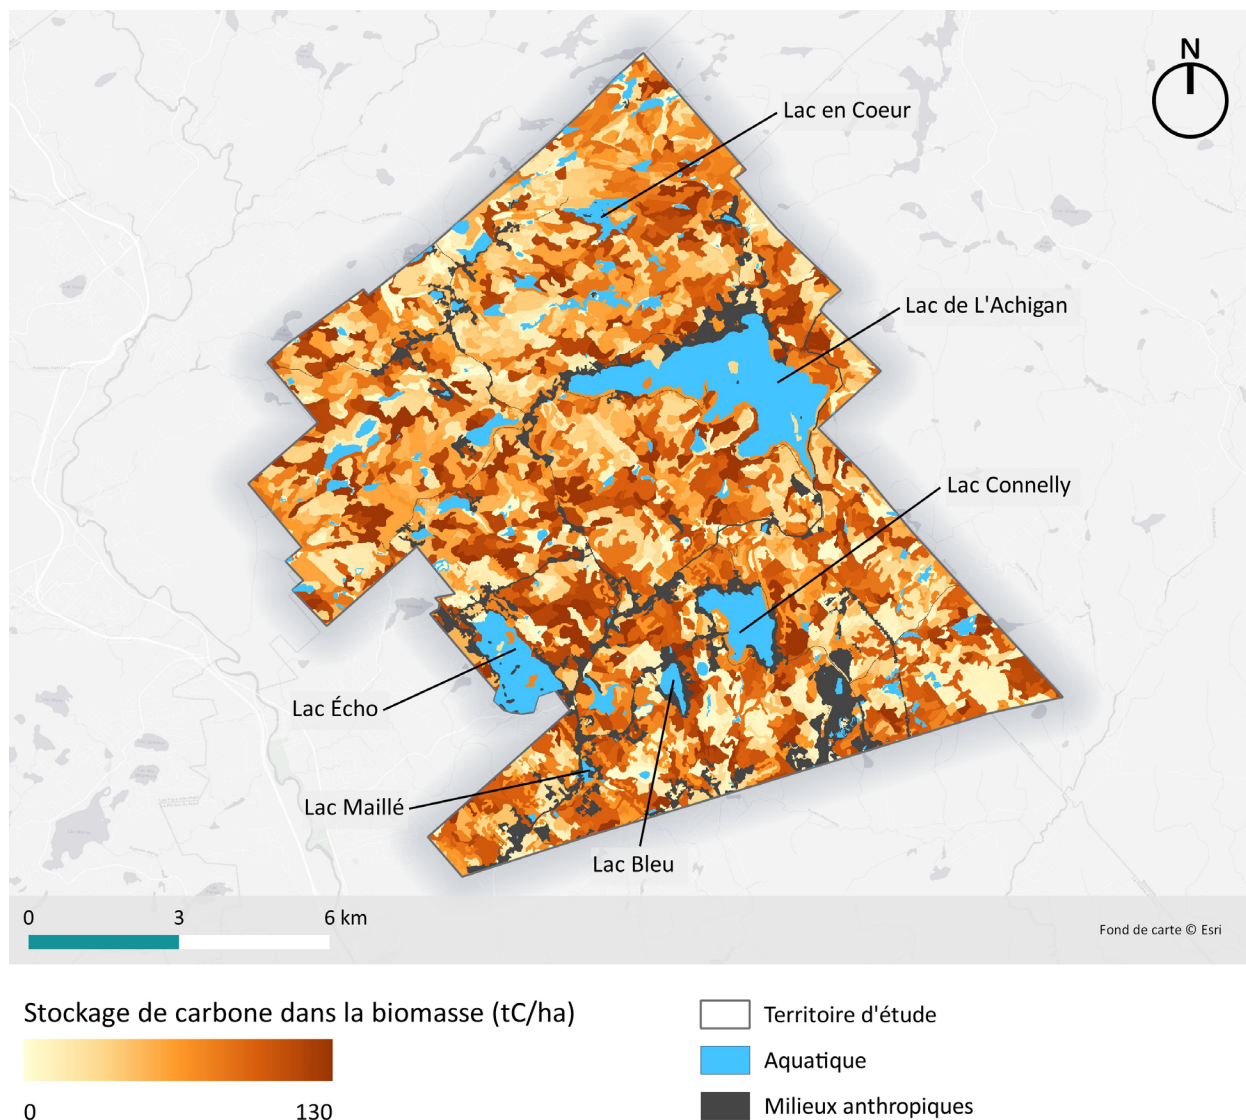 N
Lac en Coeur
Lac de L'Achigan
Lac Connelly
Lac Écho
Lac Maillé
Lac Bleu
0 3 6 km
Fond de carte © Esri
Stockage de carbone dans la biomasse (tC/ha)
0 130
Territoire d'étude
Aquatique
Milieux anthropiques